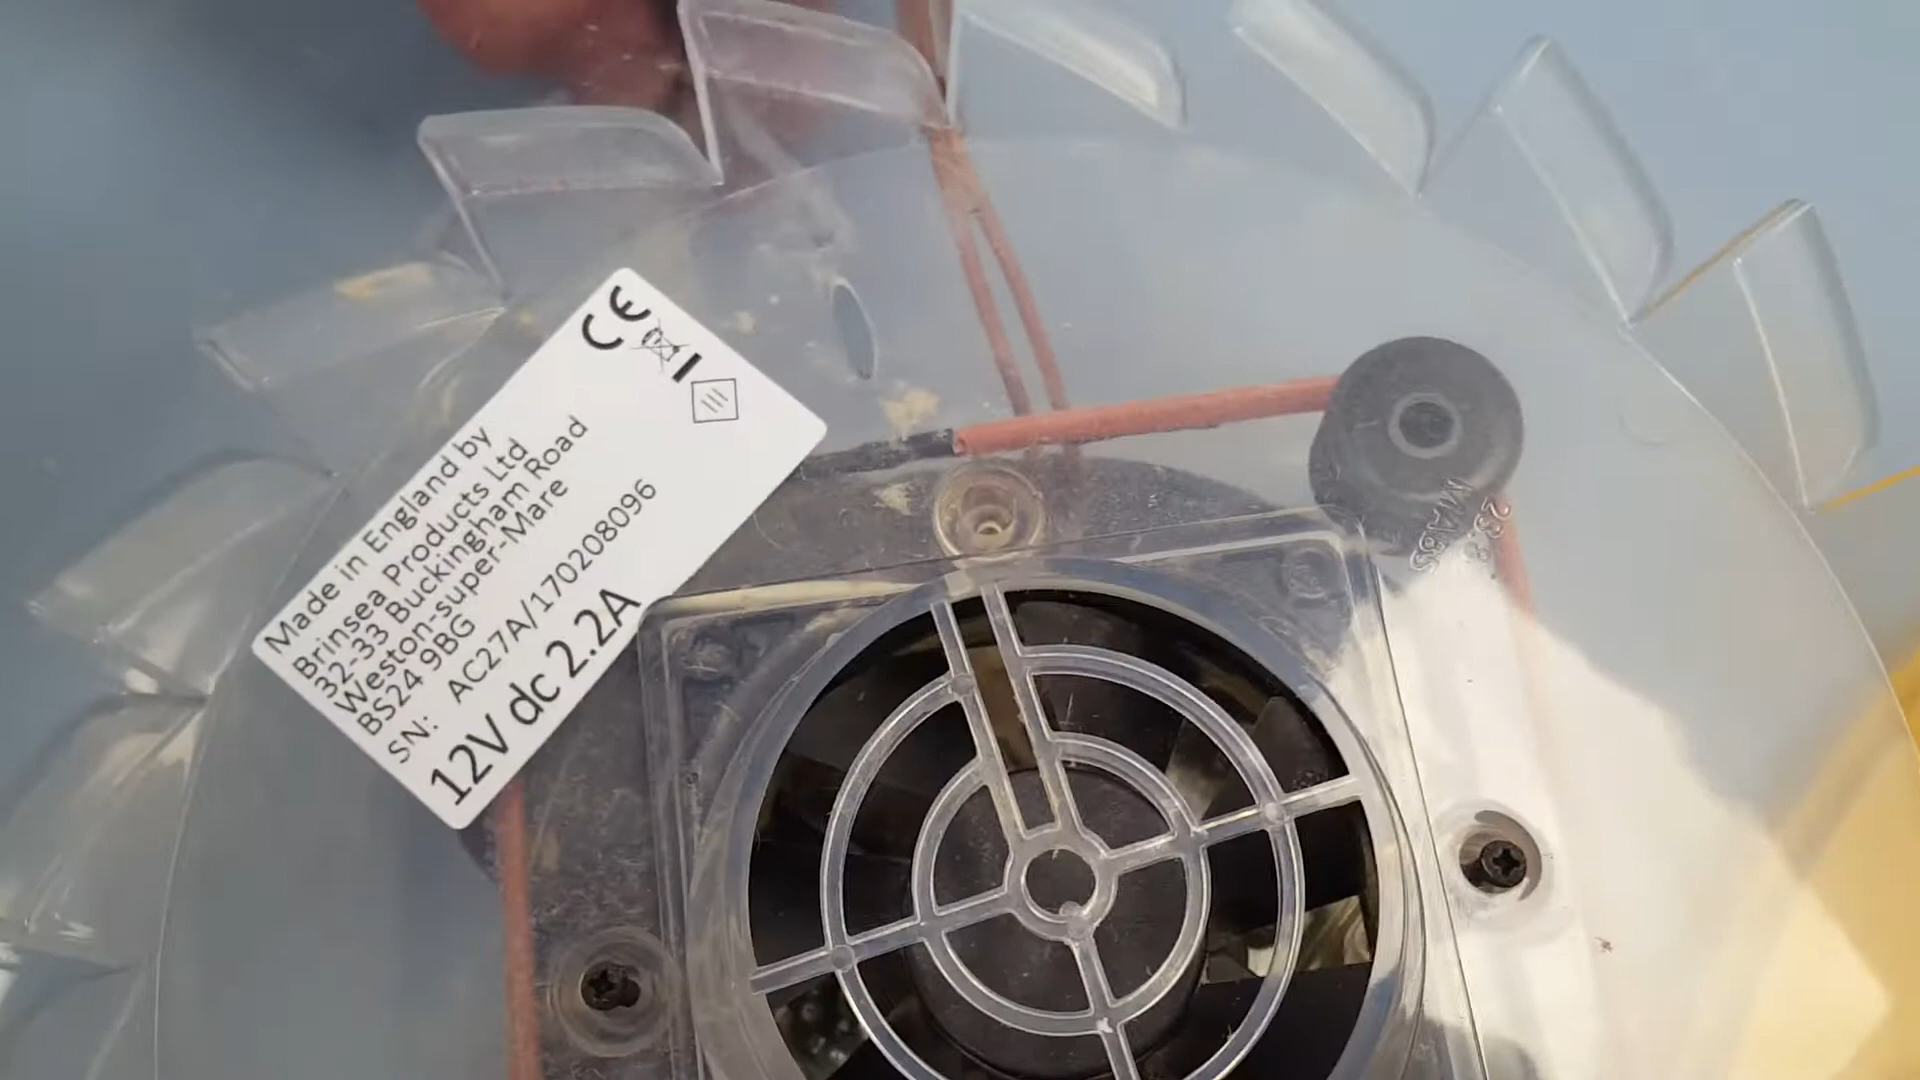 CE
Made in England by
Brinsea Products Ltd
32-33 Buckingham Road
Weston-super-Mare
BS24 9BG
SN: AC27A/170208096
12V dc 2.2A